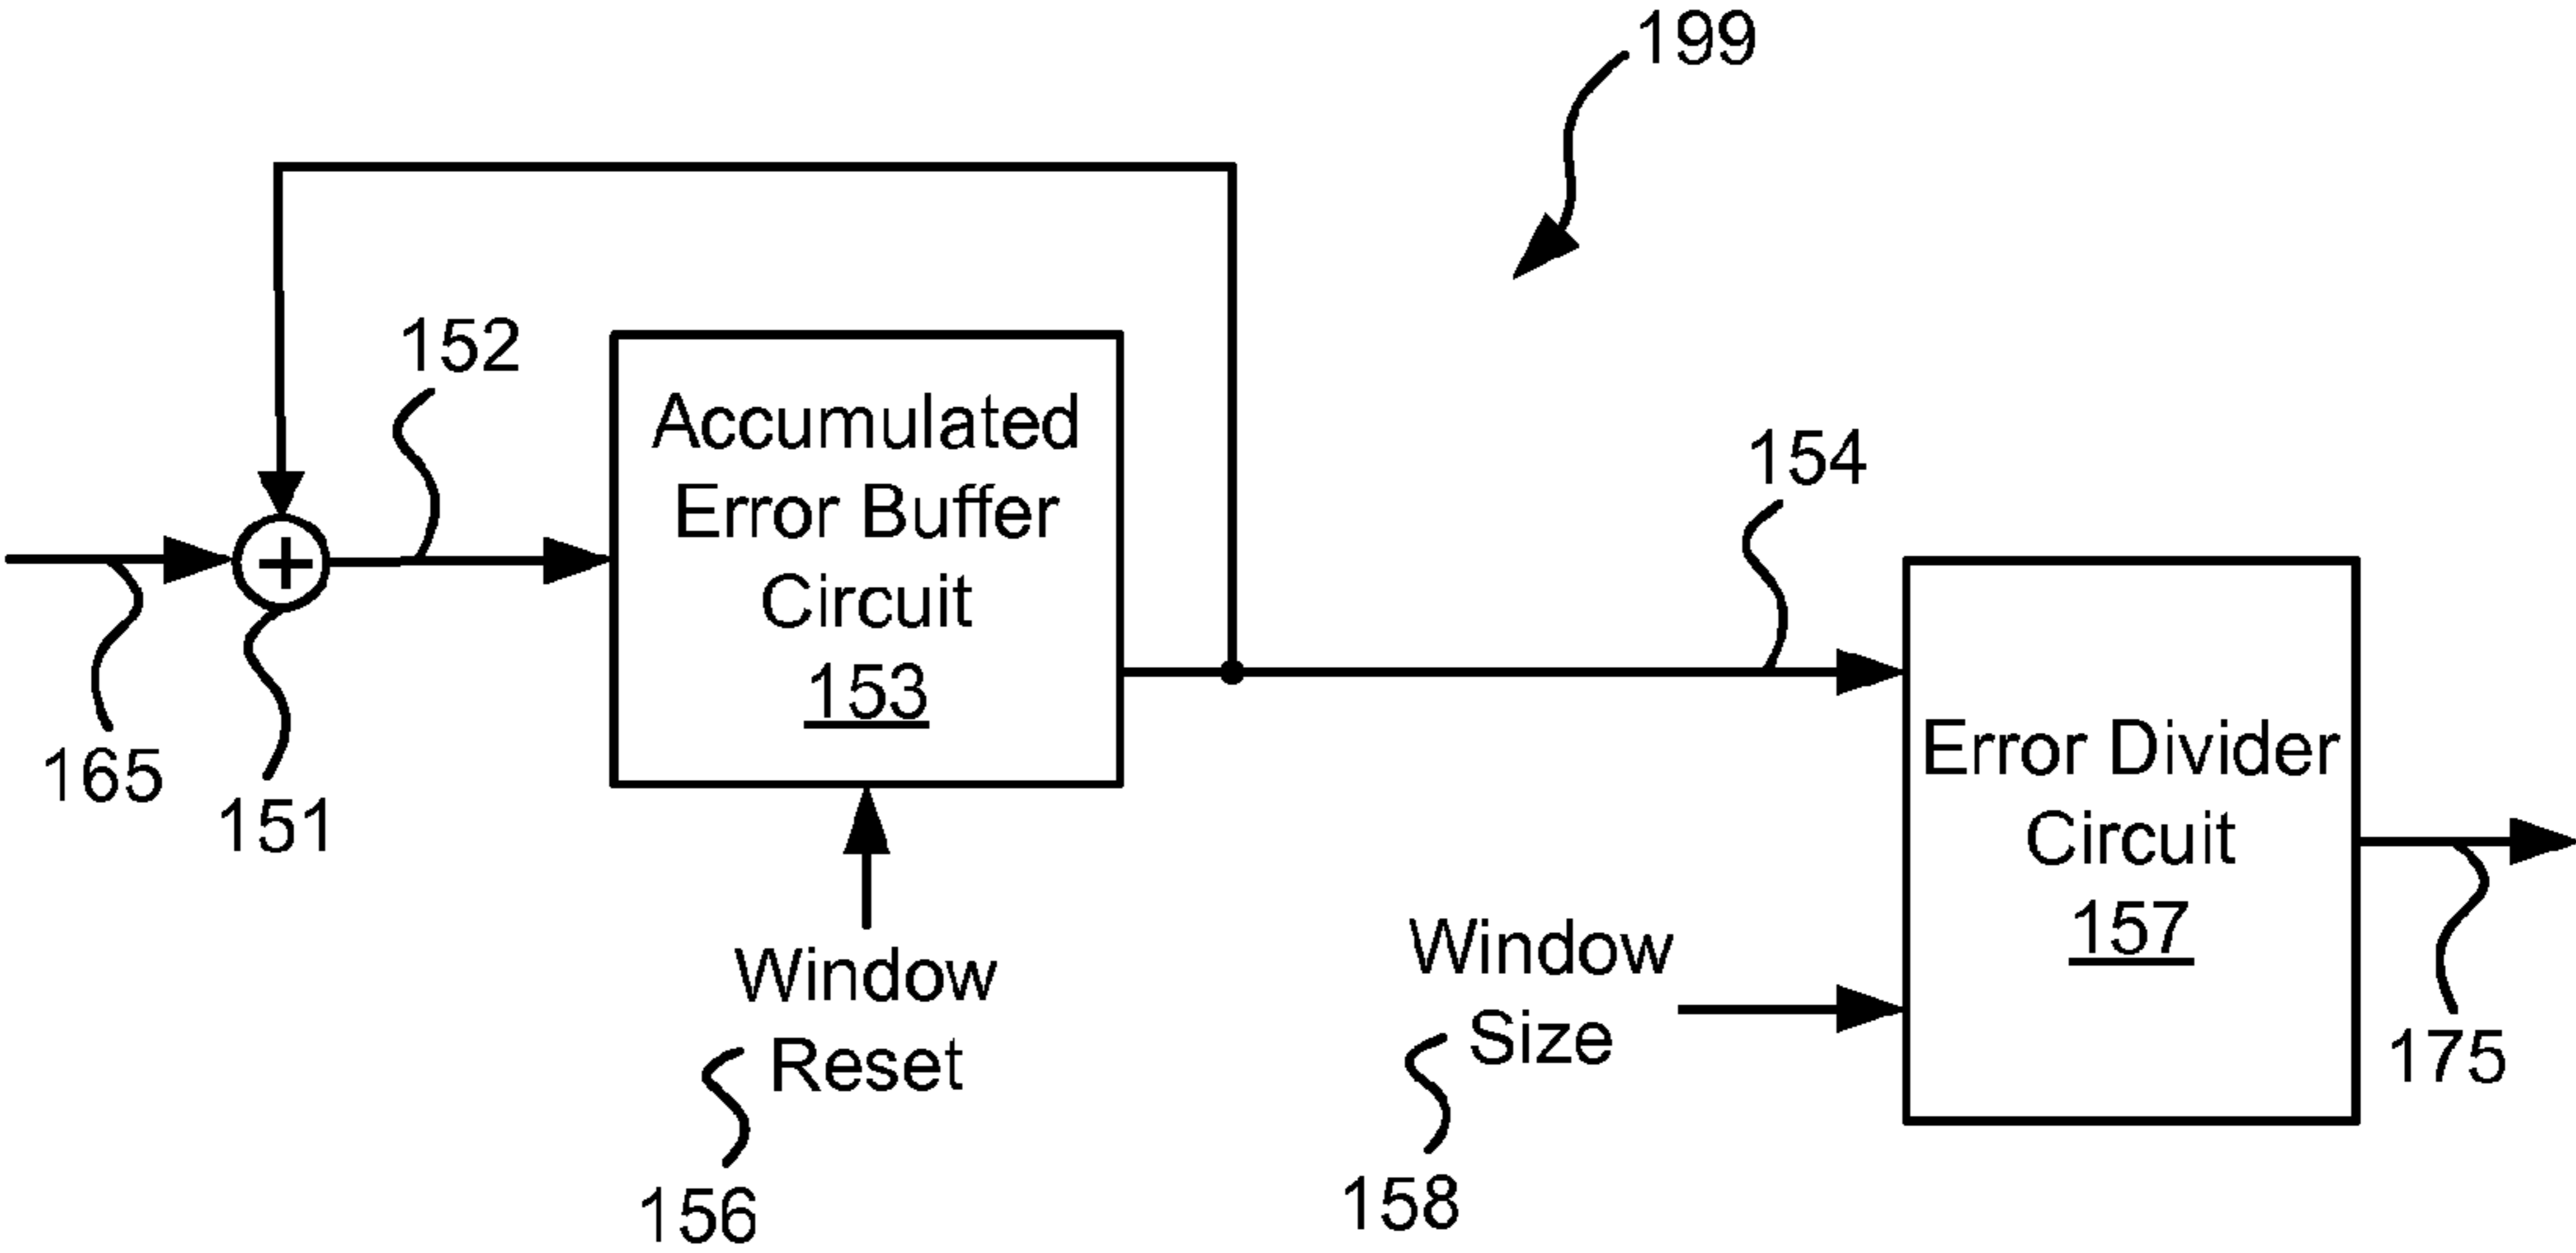 199
152
Accumulated
Error Buffer
Circuit
153
154
165
151
+
Error Divider
Circuit
157
Window
Reset
156
Window
Size
158
175